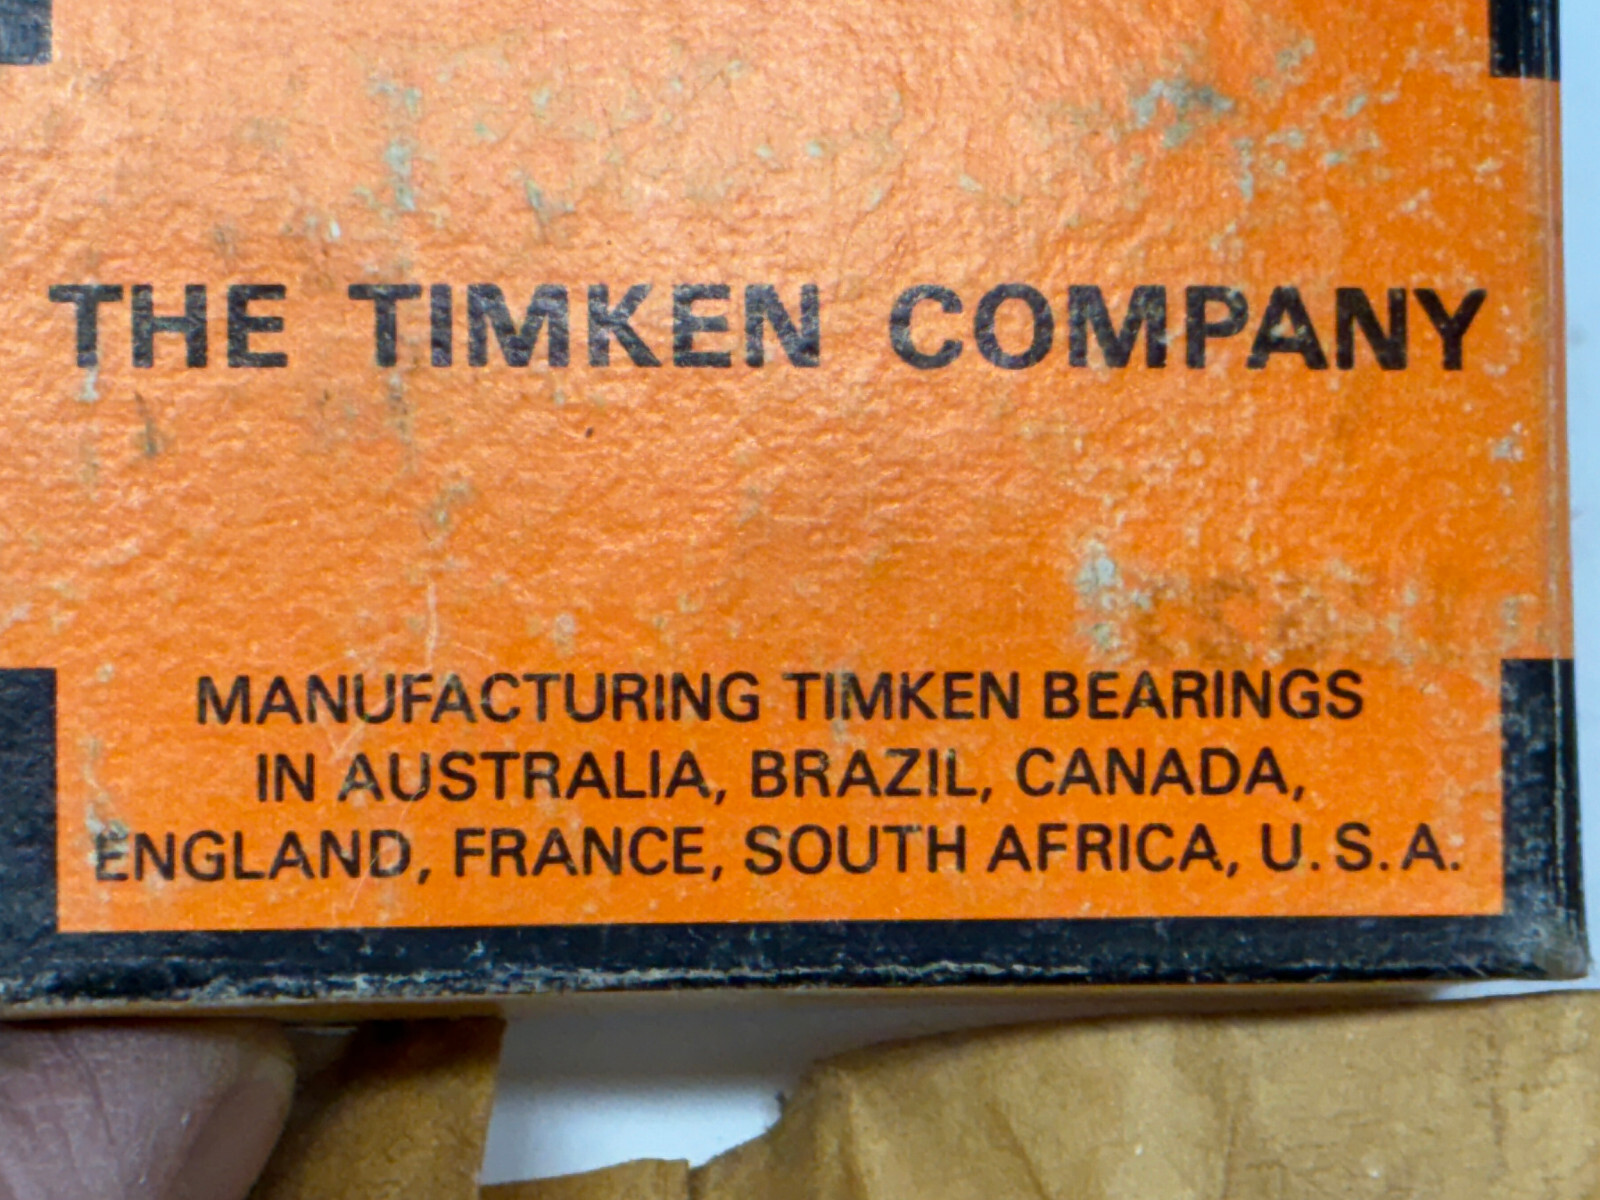 THE TIMKEN COMPANY
MANUFACTURING TIMKEN BEARINGS
IN AUSTRALIA, BRAZIL, CANADA,
ENGLAND, FRANCE, SOUTH AFRICA, U.S.A.